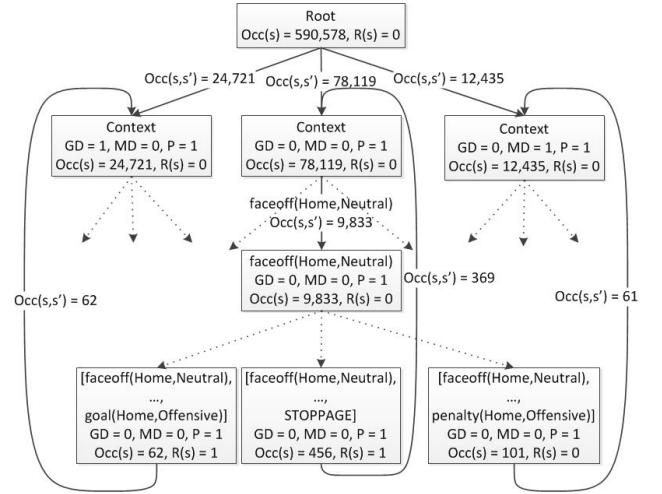 Root
Occ(s) = 590,578, R(s) = 0
Occ(s,s') = 24,721
Occ(s,s') = 78,119
Occ(s,s') = 12,435
Context
GD = 1, MD = 0, P = 1
Occ(s) = 24,721, R(s) = 0
Context
GD = 0, MD = 0, P = 1
Occ(s) = 78,119, R(s) = 0
Context
GD = 0, MD = 1, P = 1
Occ(s) = 12,435, R(s) = 0
faceoff(Home,Neutral)
Occ(s,s') = 9,833
faceoff(Home,Neutral)
GD = 0, MD = 0, P = 1
Occ(s) = 9,833, R(s) = 0
Occ(s,s') = 62
Occ(s,s') = 369
Occ(s,s') = 61
[faceoff(Home,Neutral),
...,
goal(Home,Offensive)]
GD = 0, MD = 0, P = 1
Occ(s) = 62, R(s) = 1
[faceoff(Home,Neutral),
...,
STOPPAGE]
GD = 0, MD = 0, P = 1
Occ(s) = 456, R(s) = 1
[faceoff(Home,Neutral),
...,
penalty(Home,Offensive)]
GD = 0, MD = 0, P = 1
Occ(s) = 101, R(s) = 0